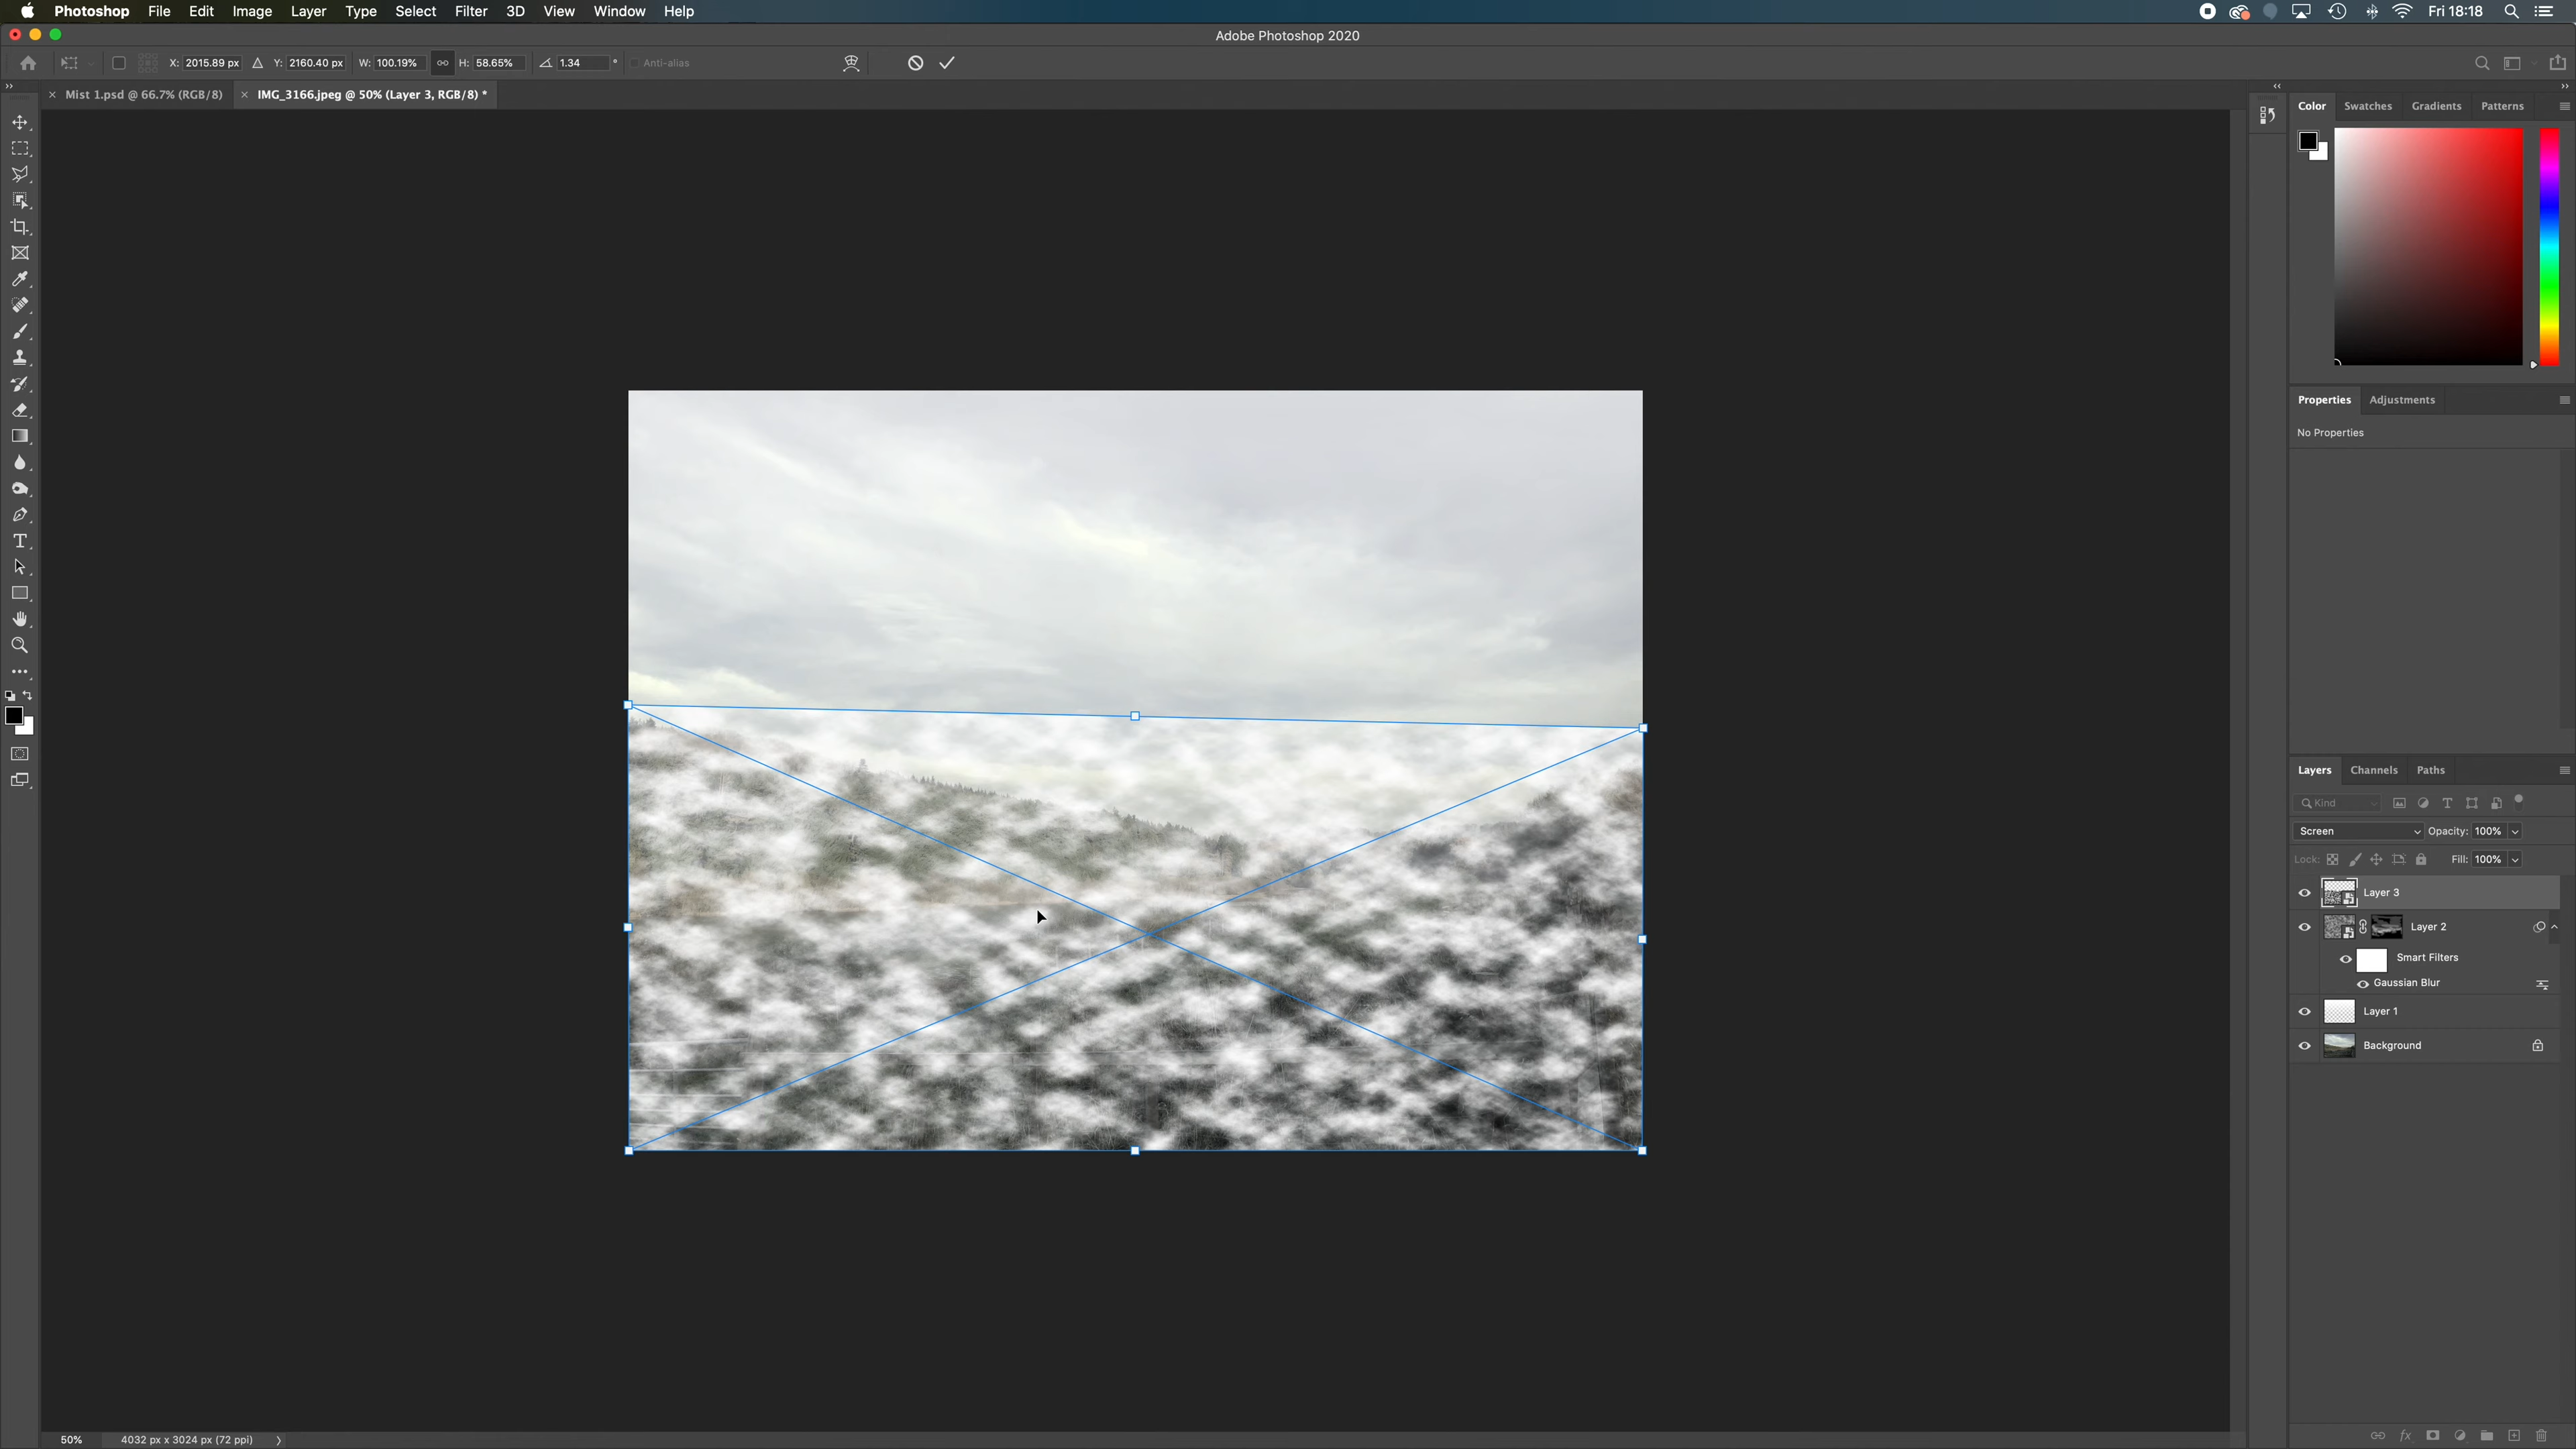 Photoshop File Edit Image Layer Type Select Filter 3D View Window Help Fri 18:18
Adobe Photoshop 2020
X: 2015.89 px Y: 2160.40 px W: 100.19% H: 58.65% 1.34 ° Anti-alias
Mist 1.psd @ 66.7% (RGB/8) IMG_3166.jpeg @ 50% (Layer 3, RGB/8) *
Color Swatches Gradients Patterns
Properties Adjustments
No Properties
Layers Channels Paths
Kind
Screen Opacity: 100%
Lock: Fill: 100%
Layer 3
Layer 2
Smart Filters
Gaussian Blur
Layer 1
Background
50% 4032 px x 3024 px (72 ppi)